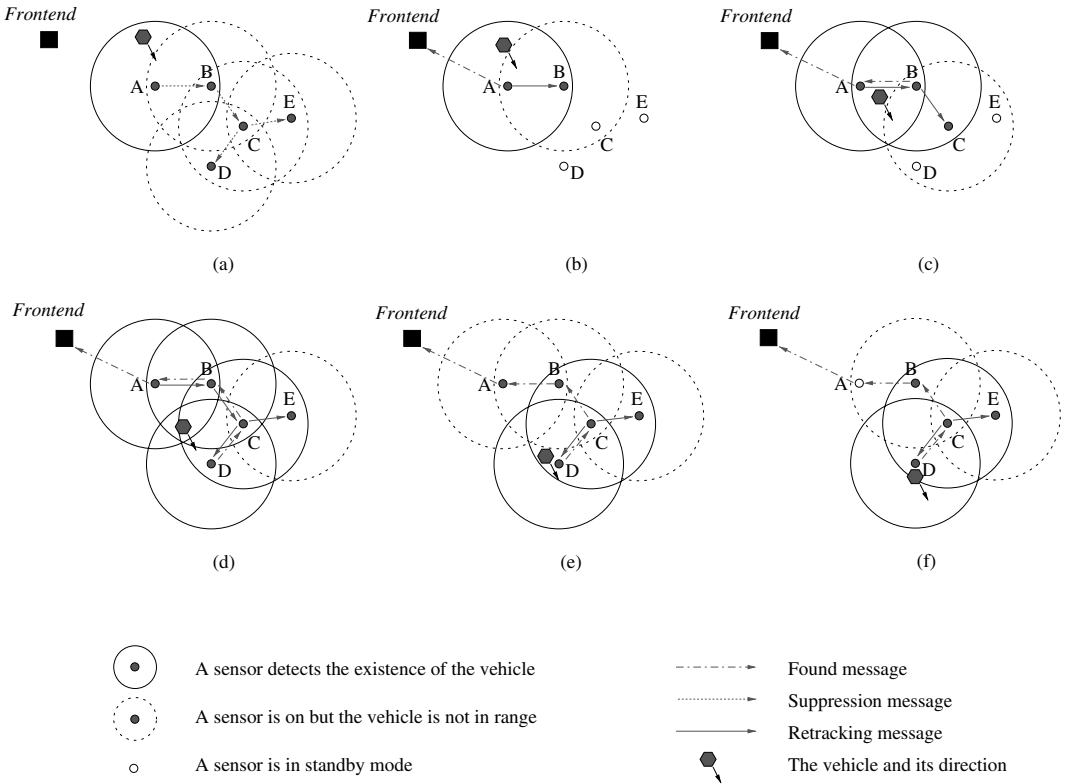 Frontend
A
B
C
D
E
(a)
Frontend
A
B
C
D
E
(b)
Frontend
A
B
C
D
E
(c)
Frontend
A
B
C
D
E
(d)
Frontend
A
B
C
D
E
(e)
Frontend
A
B
C
D
E
(f)
A sensor detects the existence of the vehicle
A sensor is on but the vehicle is not in range
A sensor is in standby mode
Found message
Suppression message
Retracking message
The vehicle and its direction